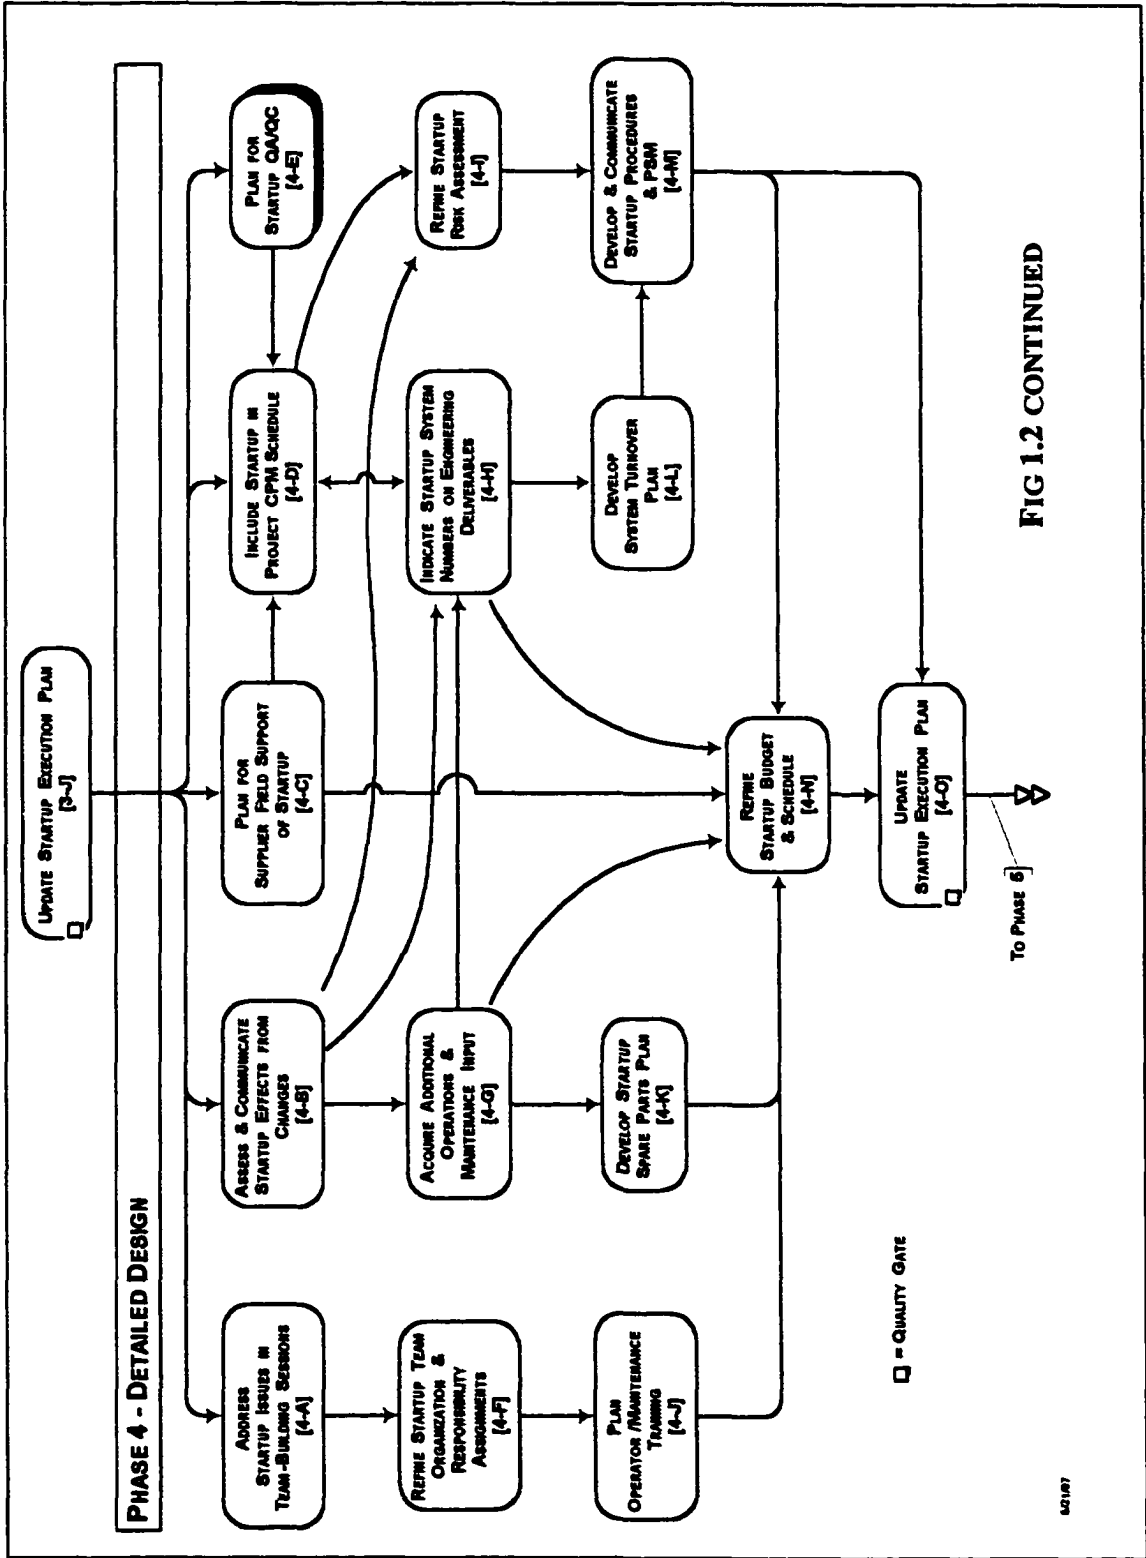 UPDATE STARTUP EXECUTION PLAN
[3-J]
PHASE 4 - DETAILED DESIGN
ADDRESS
STARTUP ISSUES IN
TEAM-BUILDING SESSIONS
[4-A]
ASSESS & COMMUNICATE
STARTUP EFFECTS FROM
CHANGES
[4-B]
PLAN FOR
SUPPLIER FIELD SUPPORT
OF STARTUP
[4-C]
INCLUDE STARTUP IN
PROJECT CPM SCHEDULE
[4-D]
PLAN FOR
STARTUP QA/QC
[4-E]
REFINE STARTUP TEAM
ORGANIZATION &
RESPONSIBILITY
ASSIGNMENTS
[4-F]
ACQUIRE ADDITIONAL
OPERATIONS &
MAINTENANCE INPUT
[4-G]
INDICATE STARTUP SYSTEM
NUMBERS ON ENGINEERING
DELIVERABLES
[4-H]
REFINE STARTUP
RISK ASSESSMENT
[4-I]
PLAN
OPERATOR/MAINTENANCE
TRAINING
[4-J]
DEVELOP STARTUP
SPARE PARTS PLAN
[4-K]
DEVELOP
SYSTEM TURNOVER
PLAN
[4-L]
DEVELOP & COMMUNICATE
STARTUP PROCEDURES
& PSM
[4-M]
REFINE
STARTUP BUDGET
& SCHEDULE
[4-N]
UPDATE
STARTUP EXECUTION PLAN
[4-O]
= QUALITY GATE
TO PHASE 5
FIG 1.2 CONTINUED